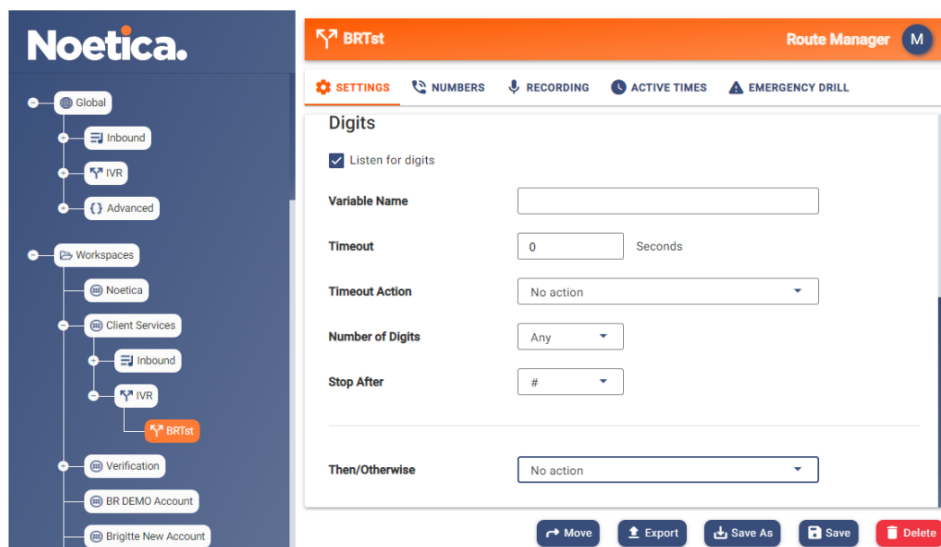 Noetica.
Global
Inbound
IVR
{} Advanced
Workspaces
Noetica
Client Services
Inbound
IVR
BRTst
Verification
BR DEMO Account
Brigitte New Account
BRTst
Route Manager M
SETTINGS NUMBERS RECORDING ACTIVE TIMES EMERGENCY DRILL
Digits
Listen for digits
Variable Name
Timeout 0 Seconds
Timeout Action No action
Number of Digits Any
Stop After #
Then/Otherwise No action
Move Export Save As Save Delete